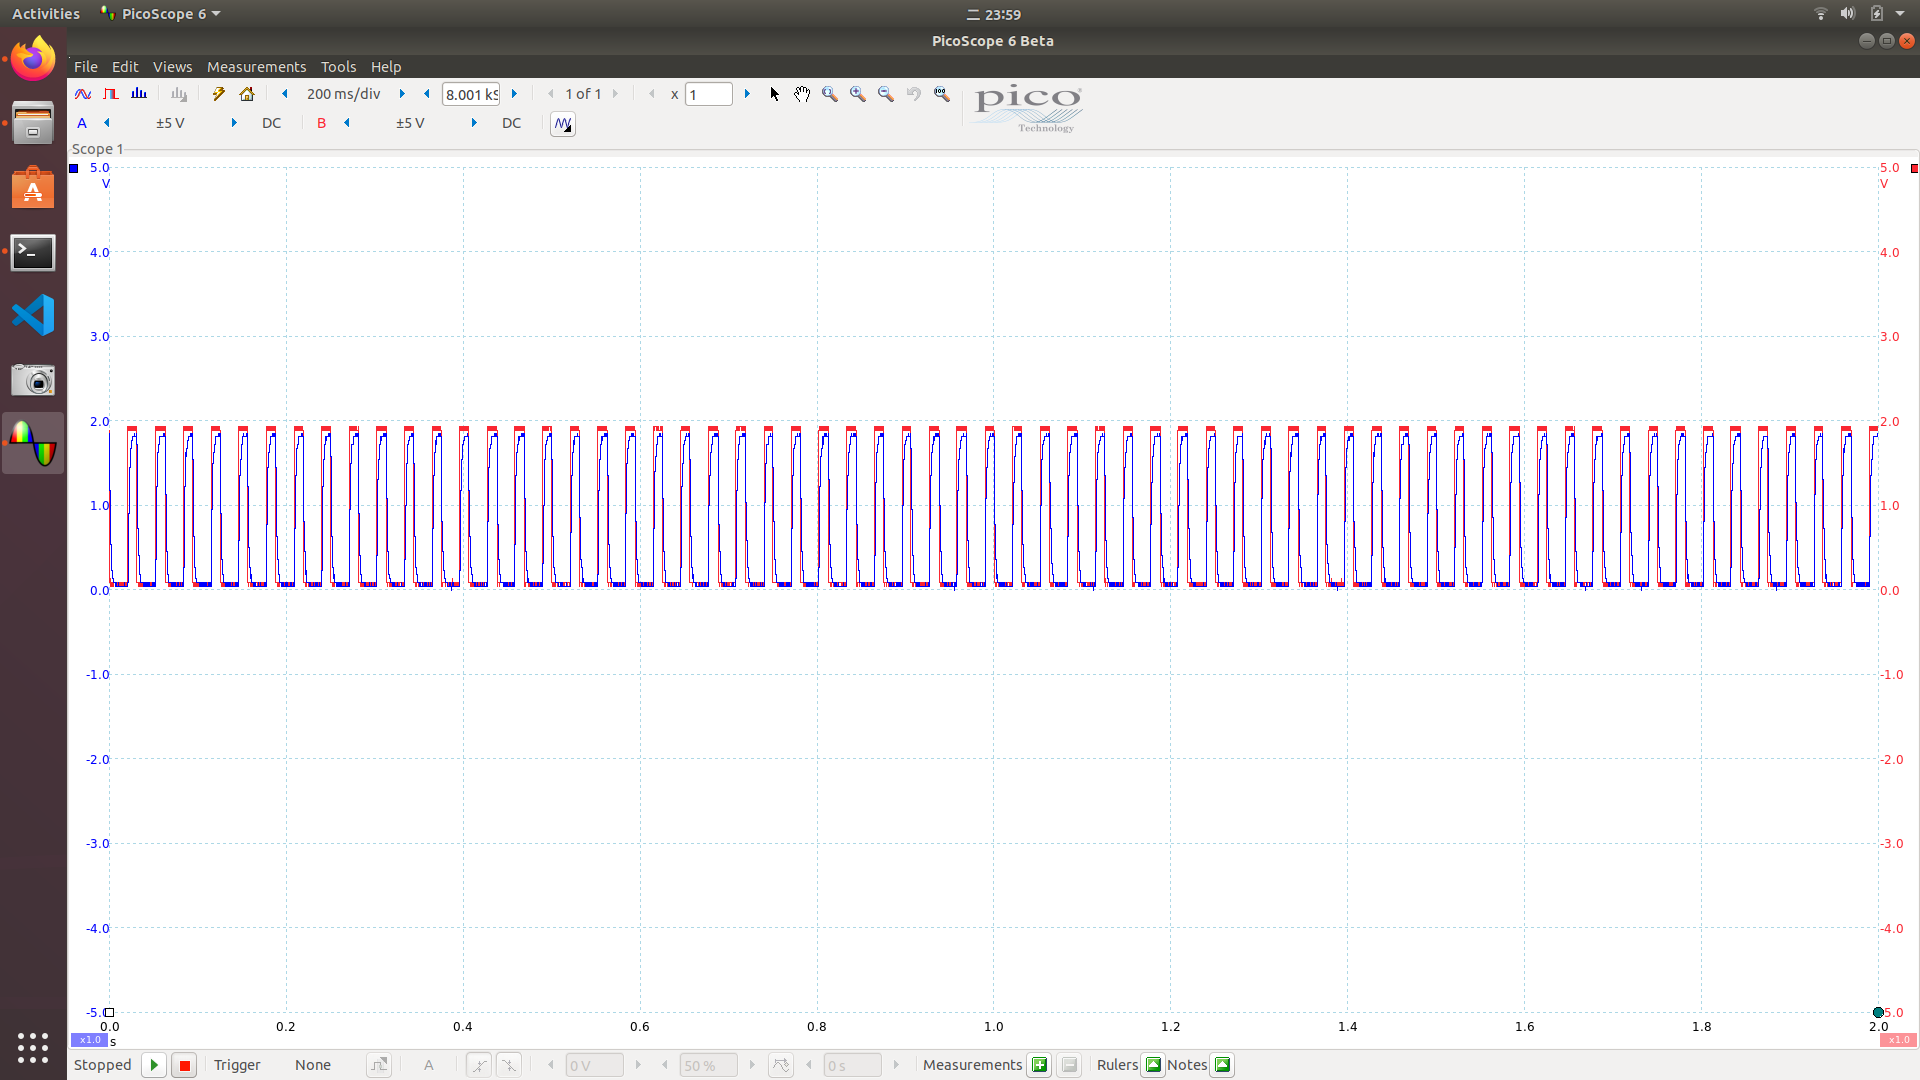 Activities PicoScope 6 二 23:59
PicoScope 6 Beta
File Edit Views Measurements Tools Help
200 ms/div 8.001 kS 1 of 1 x 1
pico
Technology
A ±5 V DC B ±5 V DC
Scope 1
5.0 5.0
V V
4.0 4.0
3.0 3.0
2.0 2.0
1.0 1.0
0.0 0.0
-1.0 -1.0
-2.0 -2.0
-3.0 -3.0
-4.0 -4.0
-5.0 5.0
0.0 0.2 0.4 0.6 0.8 1.0 1.2 1.4 1.6 1.8 2.0
x1.0 s x1.0
Stopped Trigger None A 0 V 50 % 0 s Measurements Rulers Notes